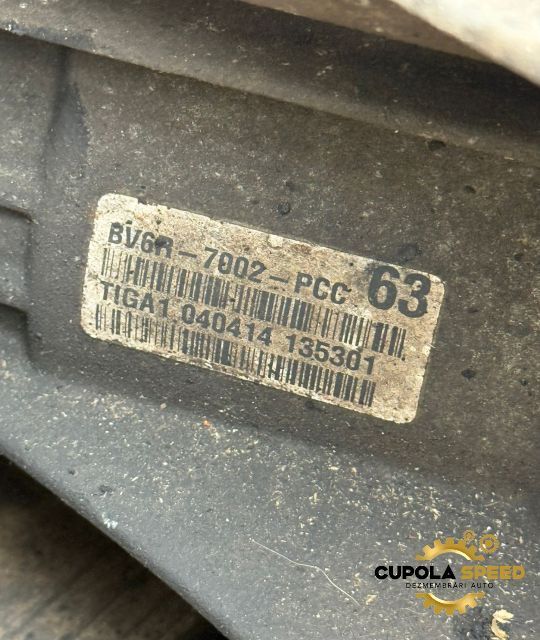 BV6R-7002-PCC 63
TIGA1 040414 135301
CUPOLA SPEED
DEZMEMBRĂRI AUTO